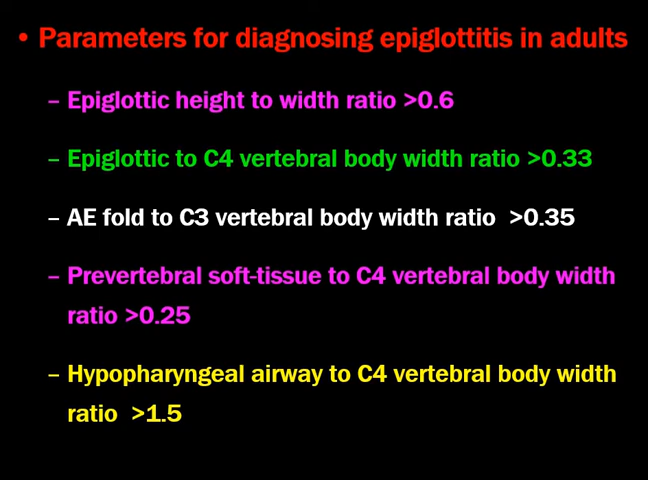 • Parameters for diagnosing epiglottitis in adults
– Epiglottic height to width ratio >0.6
– Epiglottic to C4 vertebral body width ratio >0.33
– AE fold to C3 vertebral body width ratio >0.35
– Prevertebral soft-tissue to C4 vertebral body width
ratio >0.25
– Hypopharyngeal airway to C4 vertebral body width
ratio >1.5